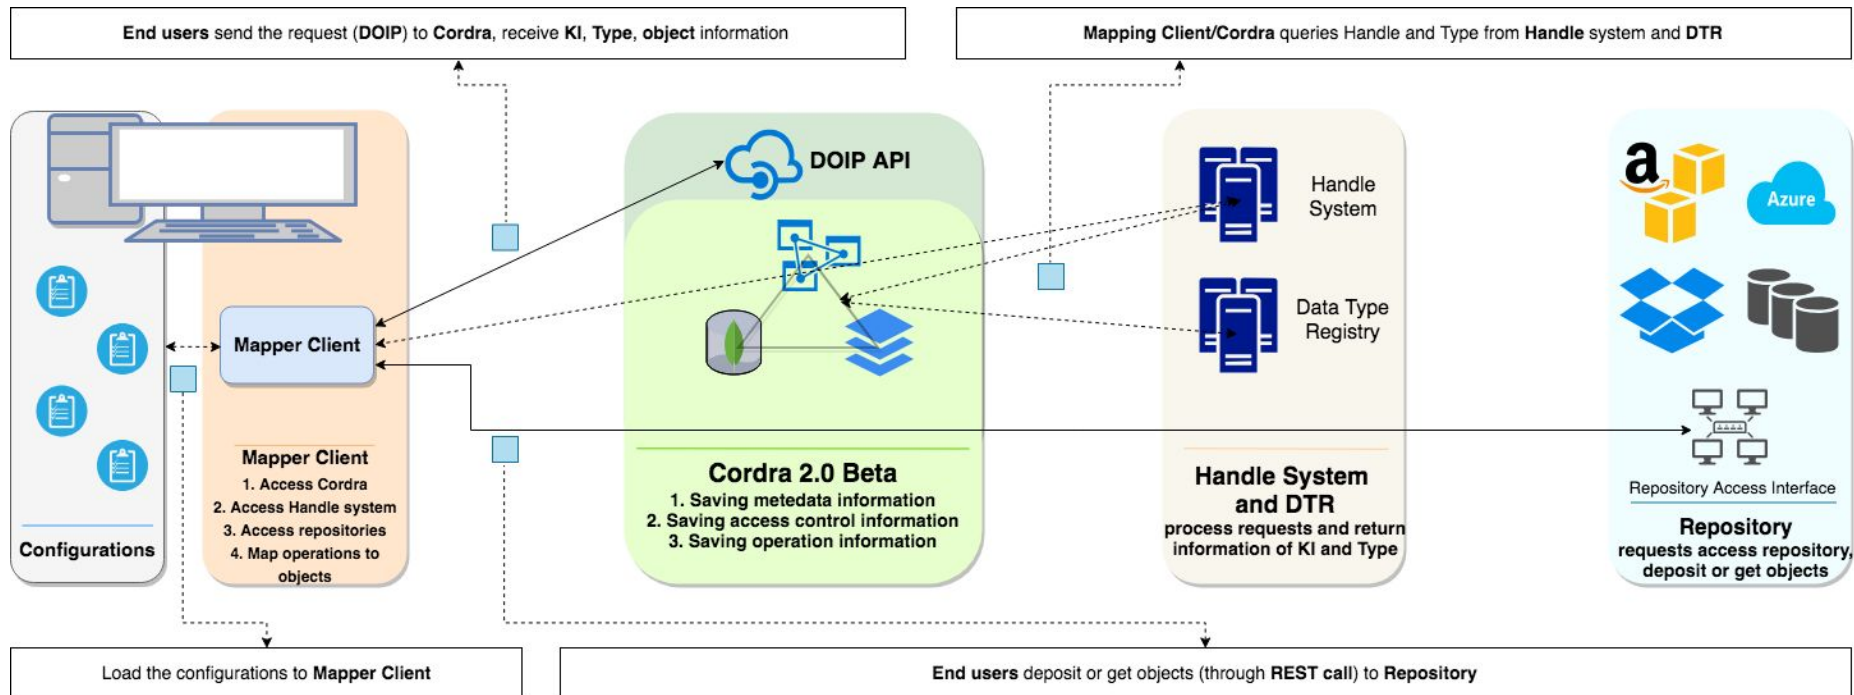 End users send the request (DOIP) to Cordra, receive KI, Type, object information
Mapping Client/Cordra queries Handle and Type from Handle system and DTR
DOIP API
Handle
System
a
Azure
Data Type
Registry
Mapper Client
Configurations
Mapper Client
1. Access Cordra
2. Access Handle system
3. Access repositories
4. Map operations to
objects
Cordra 2.0 Beta
1. Saving metedata information
2. Saving access control information
3. Saving operation information
Handle System
and DTR
process requests and return
information of KI and Type
Repository Access Interface
Repository
requests access repository,
deposit or get objects
Load the configurations to Mapper Client
End users deposit or get objects (through REST call) to Repository